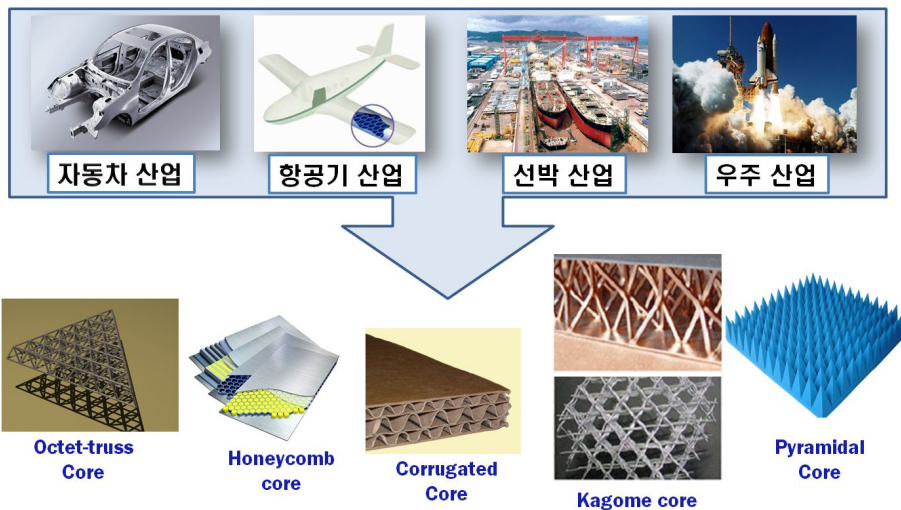 자동차 산업
항공기 산업
선박 산업
우주 산업
Octet-truss
Core
Honeycomb
core
Corrugated
Core
Kagome core
Pyramidal
Core